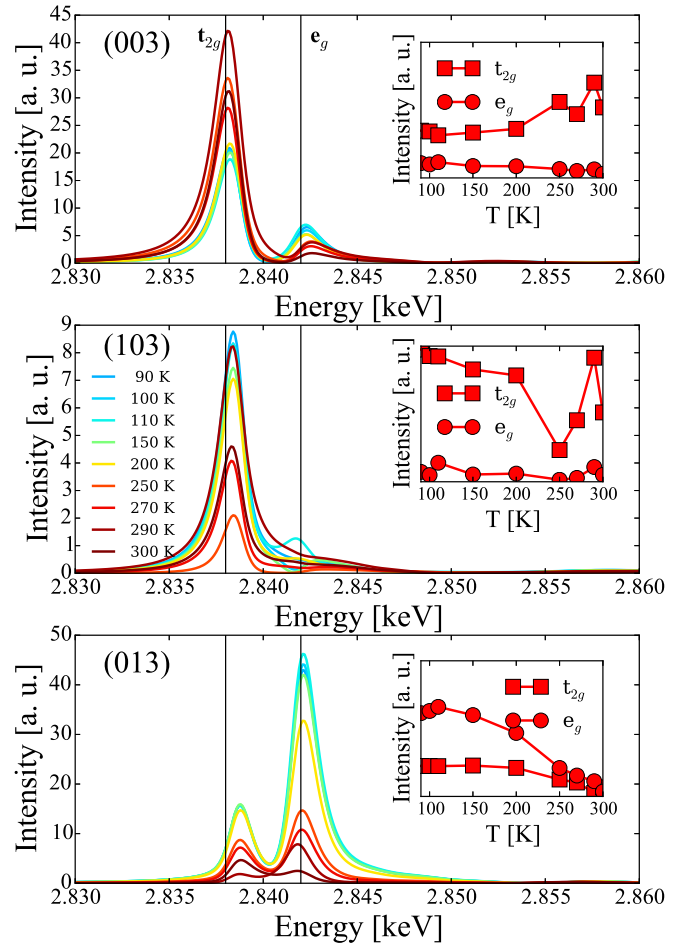 (003)
t2g
eg
Intensity [a. u.]
45
40
35
30
25
20
15
10
5
0
2.830 2.835 2.840 2.845 2.850 2.855 2.860
Energy [keV]
Intensity [a. u.]
t2g
eg
100 150 200 250 300
T [K]
(103)
Intensity [a. u.]
9
8
7
6
5
4
3
2
1
0
90 K
100 K
110 K
150 K
200 K
250 K
270 K
290 K
300 K
2.830 2.835 2.840 2.845 2.850 2.855 2.860
Energy [keV]
Intensity [a. u.]
t2g
eg
100 150 200 250 300
T [K]
(013)
Intensity [a. u.]
50
40
30
20
10
0
2.830 2.835 2.840 2.845 2.850 2.855 2.860
Energy [keV]
Intensity [a. u.]
t2g
eg
100 150 200 250 300
T [K]